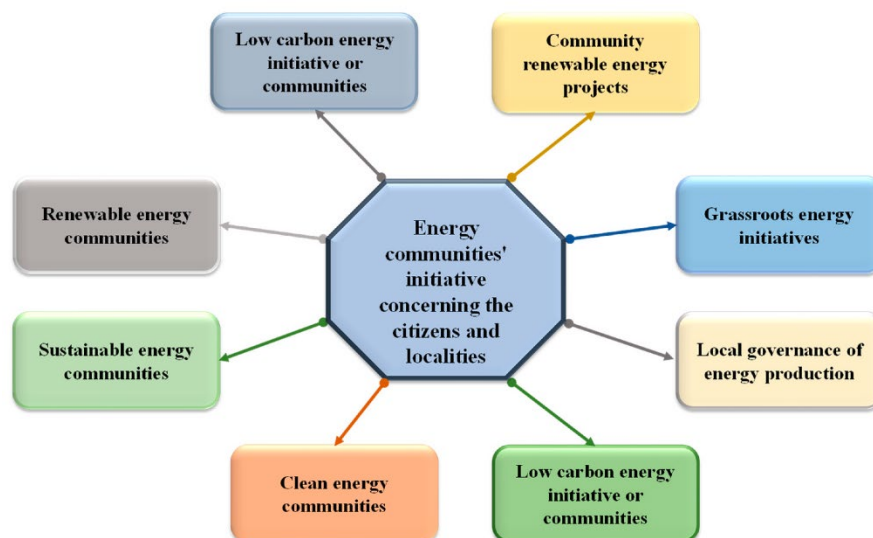 Low carbon energy
initiative or
communities
Community
renewable energy
projects
Renewable energy
communities
Energy
communities'
initiative
concerning the
citizens and
localities
Grassroots energy
initiatives
Sustainable energy
communities
Local governance of
energy production
Clean energy
communities
Low carbon energy
initiative or
communities